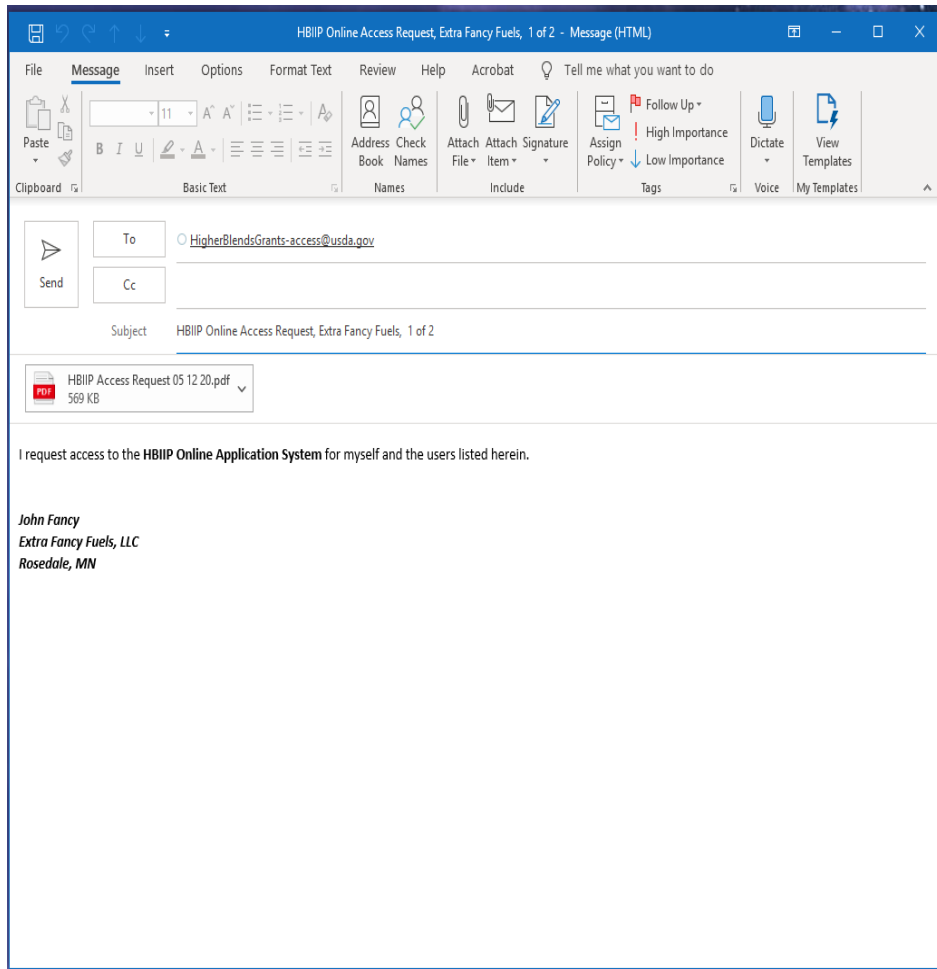 HBIIP Online Access Request, Extra Fancy Fuels, 1 of 2 - Message (HTML)
File Message Insert Options Format Text Review Help Acrobat Tell me what you want to do
Paste
Clipboard
11
A A
B I U A
Basic Text
Address Book
Check Names
Names
Attach File
Attach Item
Signature
Include
Assign Policy
Follow Up
High Importance
Low Importance
Tags
Dictate
Voice
View Templates
My Templates
Send
To HigherBlendsGrants-access@usda.gov
Cc
Subject HBIIP Online Access Request, Extra Fancy Fuels, 1 of 2
PDF
HBIIP Access Request 05 12 20.pdf
569 KB
I request access to the HBIIP Online Application System for myself and the users listed herein.
John Fancy
Extra Fancy Fuels, LLC
Rosedale, MN